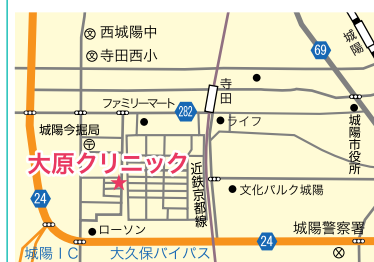 西城陽中
寺田西小
69
城陽
寺田
ファミリーマート
282
ライフ
城陽今掘局
城陽市役所
大原クリニック
近鉄京都線
文化パルク城陽
24
ローソン
城陽警察署
24
城陽IC
大久保バイパス